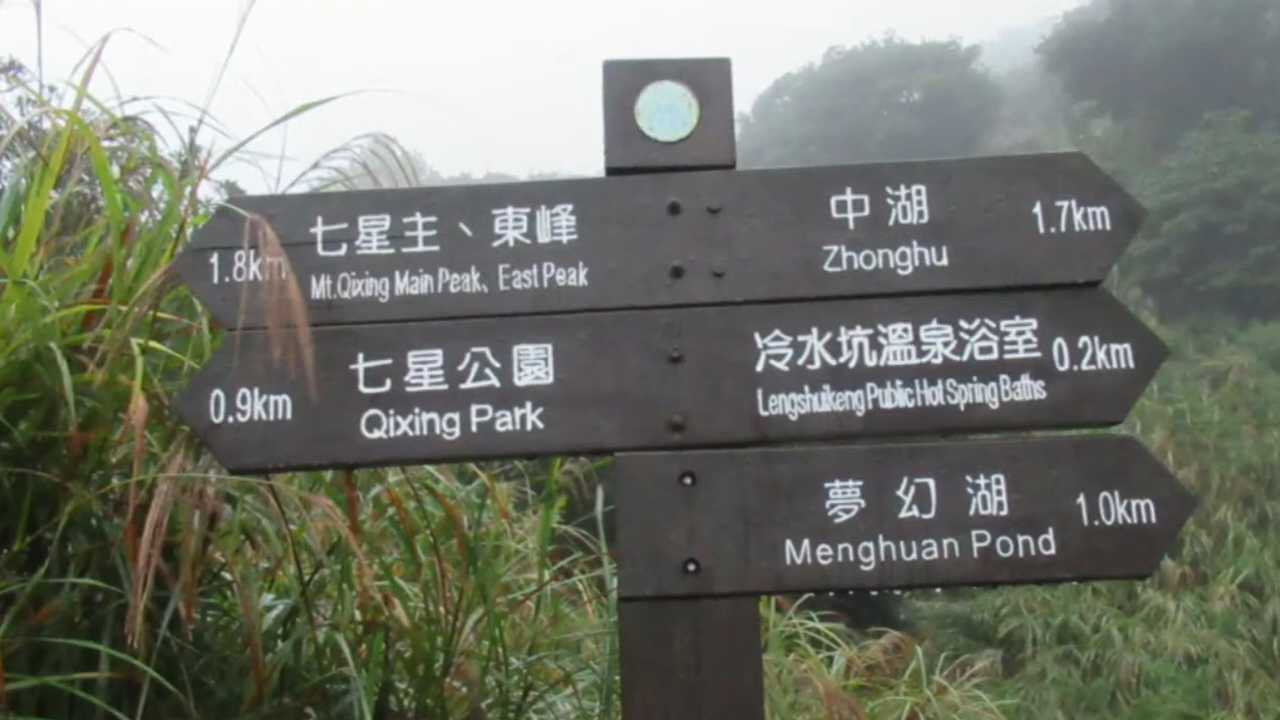 七星主、東峰
1.8km
Mt.Qixing Main Peak、East Peak
中湖
1.7km
Zhonghu
七星公園
0.9km
Qixing Park
冷水坑溫泉浴室
0.2km
Lengshuikeng Public Hot Spring Baths
夢幻湖
1.0km
Menghuan Pond